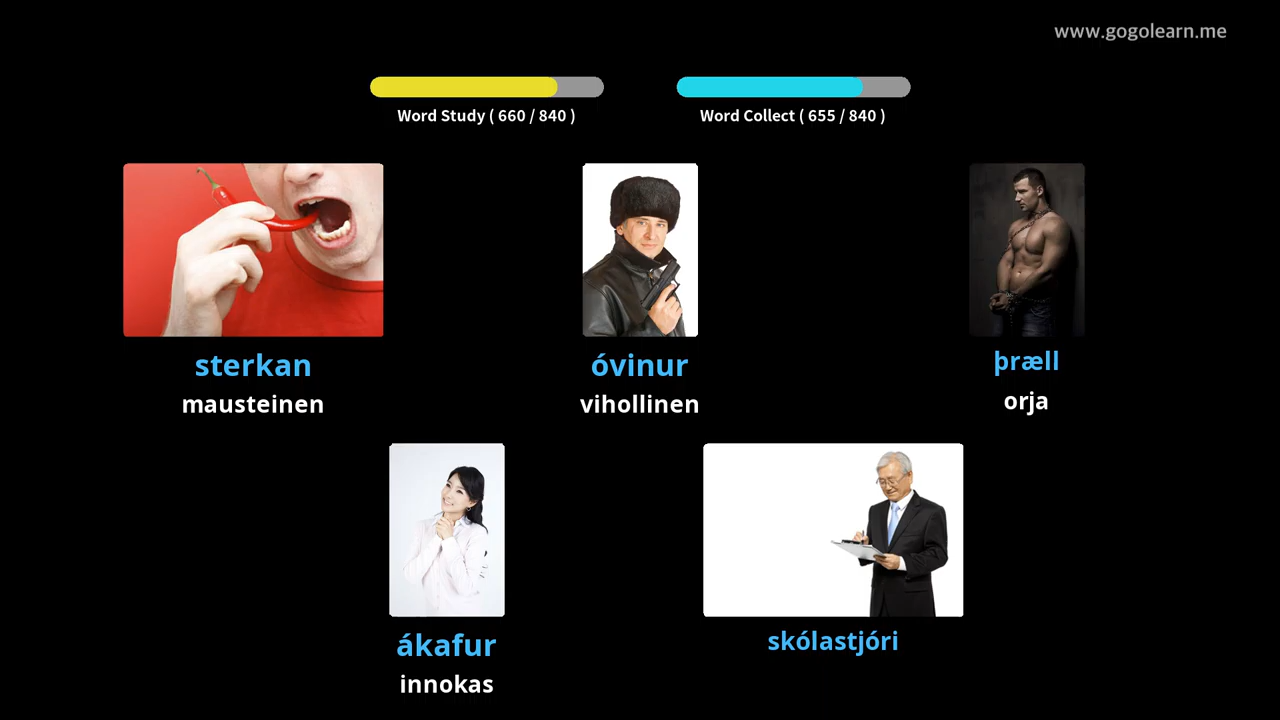 www.gogolearn.me
Word Study ( 660 / 840 )
Word Collect ( 655 / 840 )
sterkan
mausteinen
óvinur
vihollinen
þræll
orja
ákafur
innokas
skólastjóri